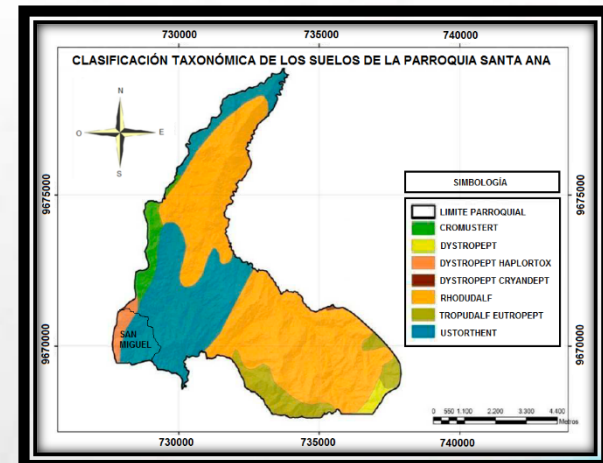 730000 735000 740000
CLASIFICACIÓN TAXONÓMICA DE LOS SUELOS DE LA PARROQUIA SANTA ANA
N
O E
S
9675000 9675000
SIMBOLOGÍA
LIMITE PARROQUIAL
CROMUSTERT
DYSTROPEPT
DYSTROPEPT HAPLORTOX
DYSTROPEPT CRYANDEPT
RHODUDALF
TROPUDALF EUTROPEPT
USTORTHENT
SAN
MIGUEL
9670000 9670000
0 550 1.100 2.200 3.300 4.400
Metros
730000 735000 740000